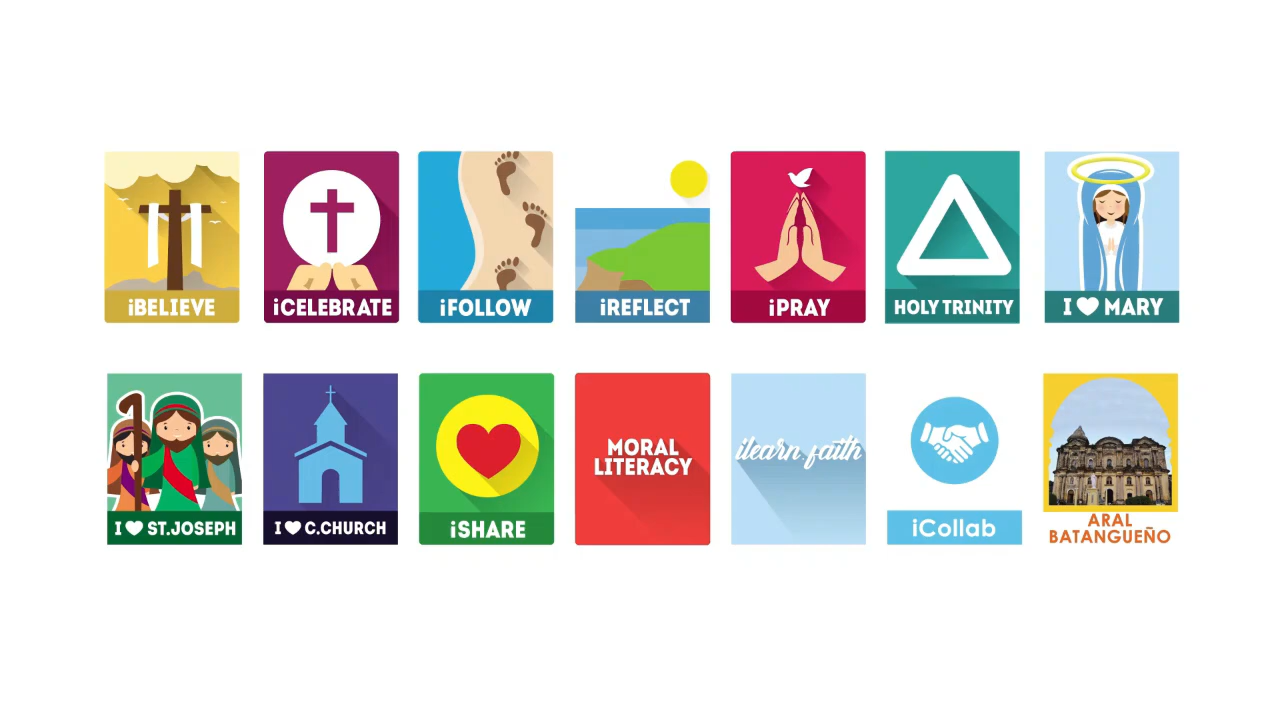 iBELIEVE
iCELEBRATE
iFOLLOW
iREFLECT
iPRAY
HOLY TRINITY
I ♥ MARY
I ♥ ST.JOSEPH
I ♥ C.CHURCH
iSHARE
MORAL
LITERACY
ilearn.faith
iCollab
ARAL
BATANGUEÑO